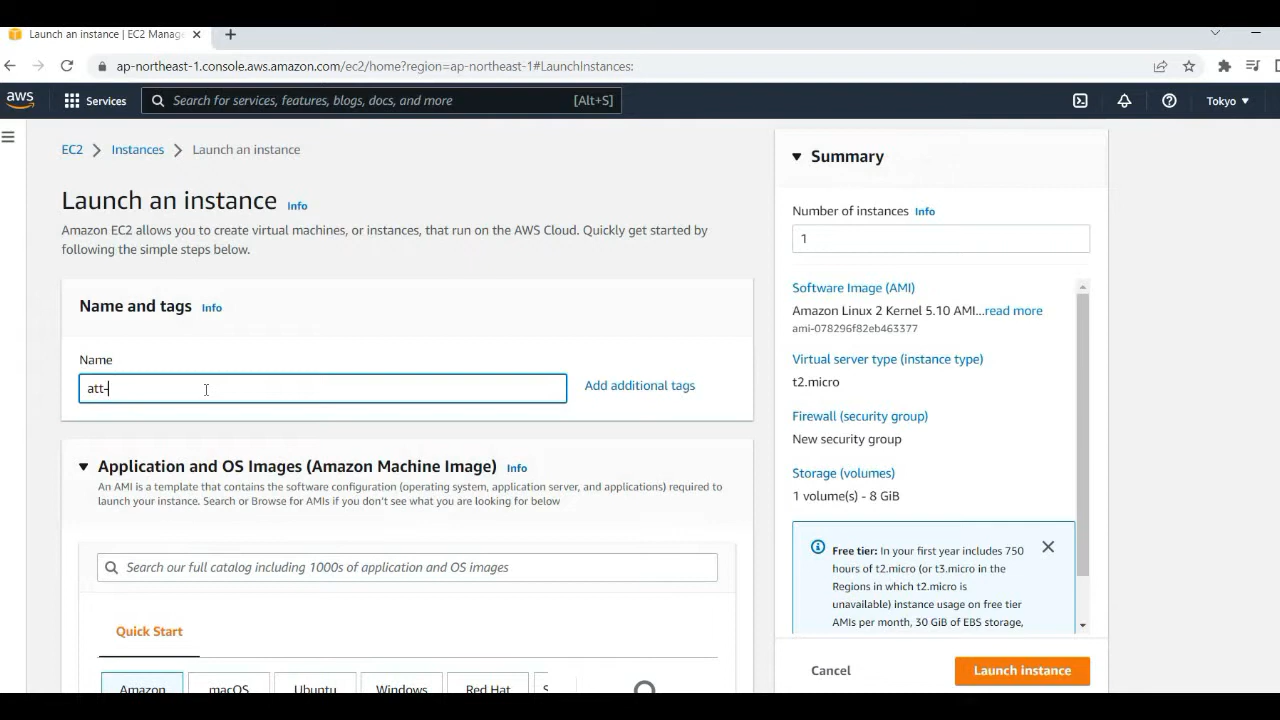 Launch an instance | EC2 Manag
ap-northeast-1.console.aws.amazon.com/ec2/home?region=ap-northeast-1#LaunchInstances:
aws
Services
Search for services, features, blogs, docs, and more
[Alt+S]
Tokyo
EC2
Instances
Launch an instance
Launch an instance Info
Amazon EC2 allows you to create virtual machines, or instances, that run on the AWS Cloud. Quickly get started by
following the simple steps below.
Name and tags Info
Name
att-
Add additional tags
Application and OS Images (Amazon Machine Image) Info
An AMI is a template that contains the software configuration (operating system, application server, and applications) required to
launch your instance. Search or Browse for AMIs if you don't see what you are looking for below
Search our full catalog including 1000s of application and OS images
Quick Start
Amazon
macOS
Ubuntu
Windows
Red Hat
S
Summary
Number of instances Info
1
Software Image (AMI)
Amazon Linux 2 Kernel 5.10 AMI...read more
ami-078296f82eb463377
Virtual server type (instance type)
t2.micro
Firewall (security group)
New security group
Storage (volumes)
1 volume(s) - 8 GiB
Free tier: In your first year includes 750
hours of t2.micro (or t3.micro in the
Regions in which t2.micro is
unavailable) instance usage on free tier
AMIs per month, 30 GiB of EBS storage,
Cancel
Launch instance